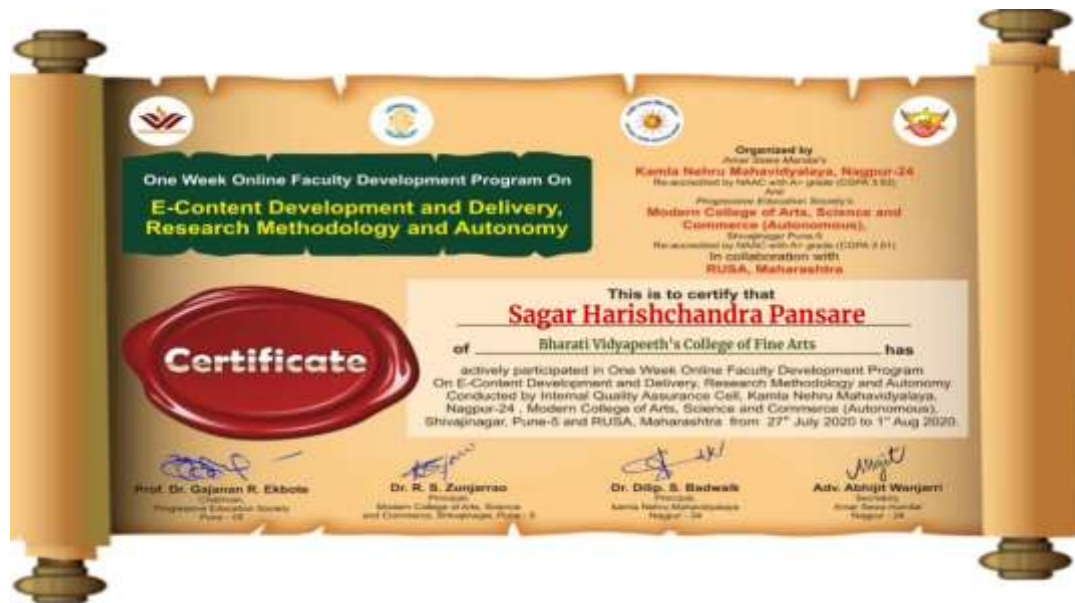 One Week Online Faculty Development Program On
E-Content Development and Delivery,
Research Methodology and Autonomy
Organized by
Amar Sewa Mandal's
Kamla Nehru Mahavidyalaya, Nagpur-24
Re-accredited by NAAC with A+ grade (CGPA 3.53)
And
Progressive Education Society's
Modern College of Arts, Science and
Commerce (Autonomous),
Shivajinagar Pune-5
Re-accredited by NAAC with A+ grade (CGPA 3.51)
In collaboration with
RUSA, Maharashtra
Certificate
This is to certify that
Sagar Harishchandra Pansare
of Bharati Vidyapeeth's College of Fine Arts has
actively participated in One Week Online Faculty Development Program
On E-Content Development and Delivery, Research Methodology and Autonomy
Conducted by Internal Quality Assurance Cell, Kamla Nehru Mahavidyalaya,
Nagpur-24 , Modern College of Arts, Science and Commerce (Autonomous),
Shivajinagar, Pune-5 and RUSA, Maharashtra from 27th July 2020 to 1st Aug 2020.
Prof. Dr. Gajanan R. Ekbote
Chairman,
Progressive Education Society
Pune - 05
Dr. R. S. Zunjarrao
Principal,
Modern College of Arts, Science
and Commerce, Shivajinagar, Pune - 5
Dr. Dilip. S. Badwaik
Principal,
kamla Nehru Mahavidyalaya
Nagpur - 24
Adv. Abhijit Wanjarri
Secretary,
Amar Sewa mandal
Nagpur - 24